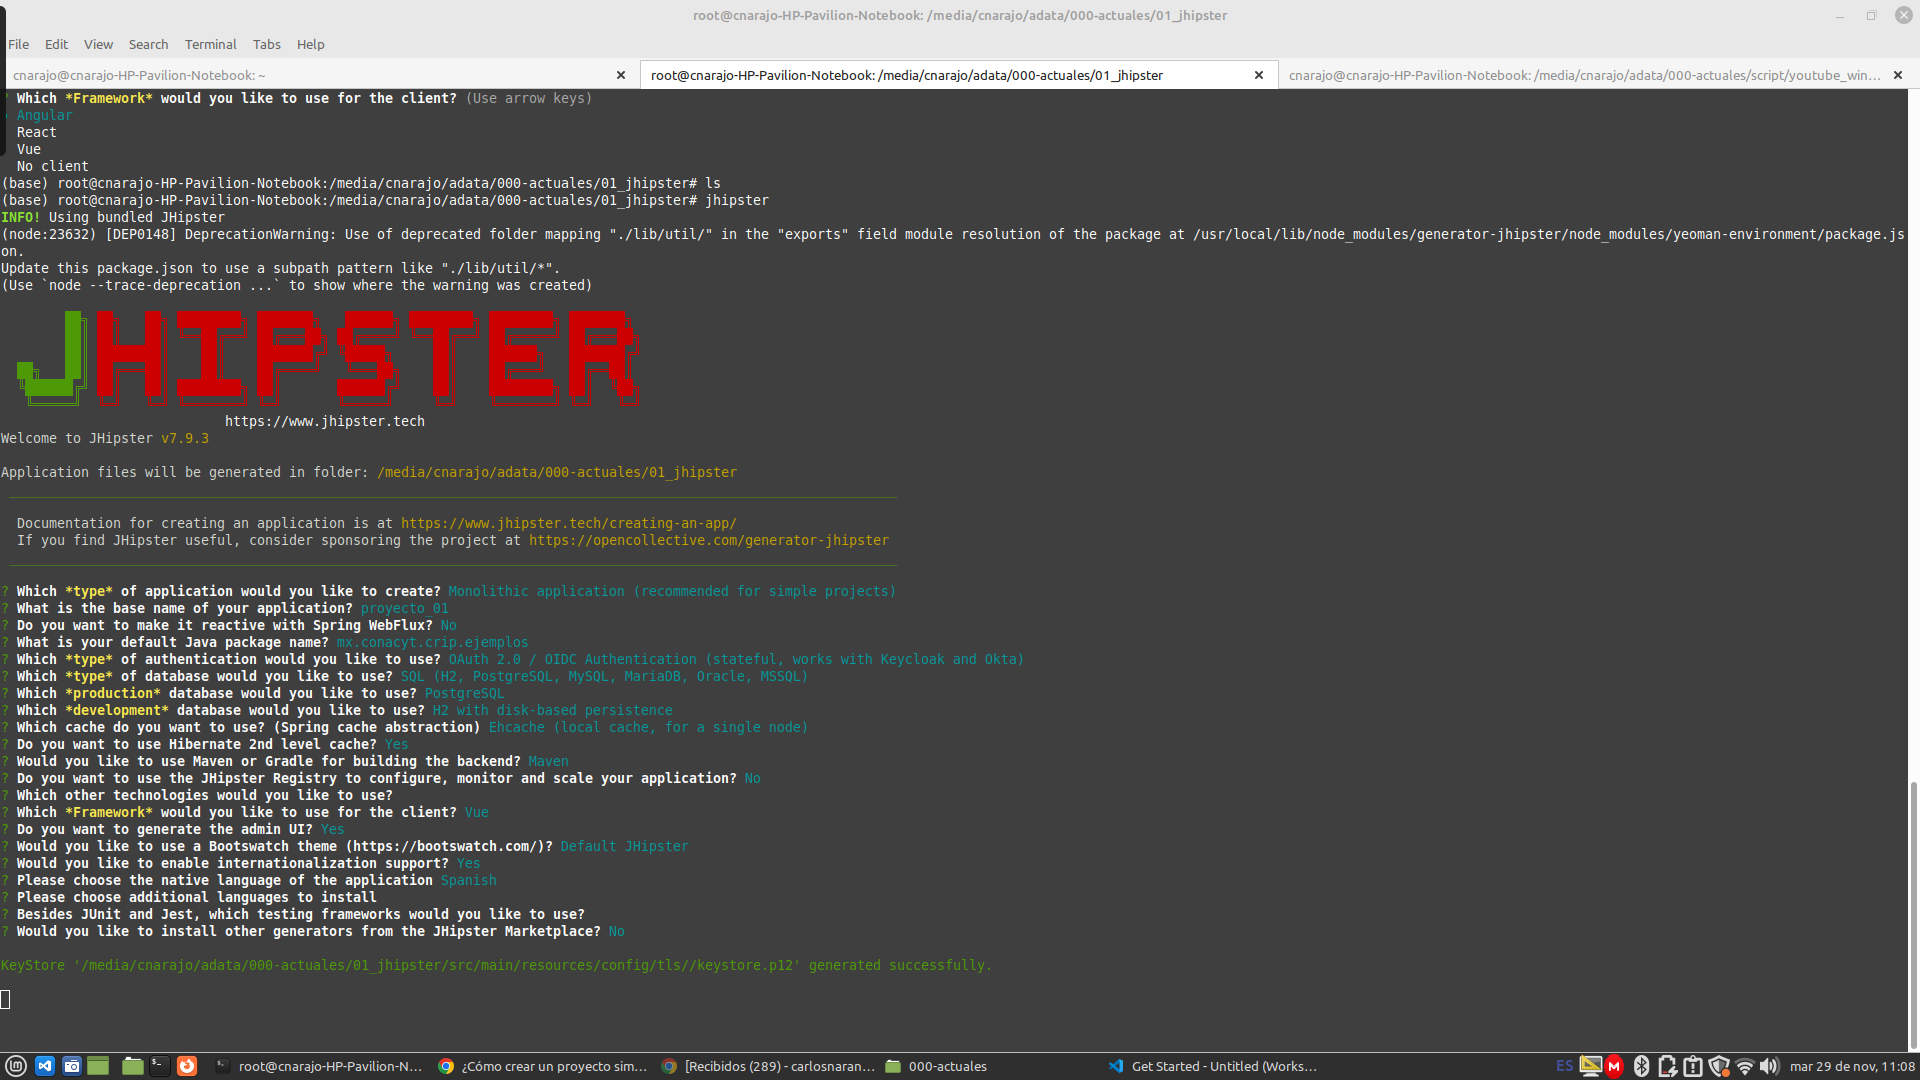 root@cnarajo-HP-Pavilion-Notebook: /media/cnarajo/adata/000-actuales/01_jhipster
File Edit View Search Terminal Tabs Help
cnarajo@cnarajo-HP-Pavilion-Notebook: ~
root@cnarajo-HP-Pavilion-Notebook: /media/cnarajo/adata/000-actuales/01_jhipster
cnarajo@cnarajo-HP-Pavilion-Notebook: /media/cnarajo/adata/000-actuales/script/youtube_win...
? Which *Framework* would you like to use for the client? (Use arrow keys)
Angular
React
Vue
No client
(base) root@cnarajo-HP-Pavilion-Notebook:/media/cnarajo/adata/000-actuales/01_jhipster# ls
(base) root@cnarajo-HP-Pavilion-Notebook:/media/cnarajo/adata/000-actuales/01_jhipster# jhipster
INFO! Using bundled JHipster
(node:23632) [DEP0148] DeprecationWarning: Use of deprecated folder mapping "./lib/util/" in the "exports" field module resolution of the package at /usr/local/lib/node_modules/generator-jhipster/node_modules/yeoman-environment/package.js
on.
Update this package.json to use a subpath pattern like "./lib/util/*".
(Use `node --trace-deprecation ...` to show where the warning was created)
JHIPSTER
https://www.jhipster.tech
Welcome to JHipster v7.9.3
Application files will be generated in folder: /media/cnarajo/adata/000-actuales/01_jhipster
Documentation for creating an application is at https://www.jhipster.tech/creating-an-app/
If you find JHipster useful, consider sponsoring the project at https://opencollective.com/generator-jhipster
? Which *type* of application would you like to create? Monolithic application (recommended for simple projects)
? What is the base name of your application? proyecto_01
? Do you want to make it reactive with Spring WebFlux? No
? What is your default Java package name? mx.conacyt.crip.ejemplos
? Which *type* of authentication would you like to use? OAuth 2.0 / OIDC Authentication (stateful, works with Keycloak and Okta)
? Which *type* of database would you like to use? SQL (H2, PostgreSQL, MySQL, MariaDB, Oracle, MSSQL)
? Which *production* database would you like to use? PostgreSQL
? Which *development* database would you like to use? H2 with disk-based persistence
? Which cache do you want to use? (Spring cache abstraction) Ehcache (local cache, for a single node)
? Do you want to use Hibernate 2nd level cache? Yes
? Would you like to use Maven or Gradle for building the backend? Maven
? Do you want to use the JHipster Registry to configure, monitor and scale your application? No
? Which other technologies would you like to use?
? Which *Framework* would you like to use for the client? Vue
? Do you want to generate the admin UI? Yes
? Would you like to use a Bootswatch theme (https://bootswatch.com/)? Default JHipster
? Would you like to enable internationalization support? Yes
? Please choose the native language of the application Spanish
? Please choose additional languages to install
? Besides JUnit and Jest, which testing frameworks would you like to use?
? Would you like to install other generators from the JHipster Marketplace? No
KeyStore '/media/cnarajo/adata/000-actuales/01_jhipster/src/main/resources/config/tls//keystore.p12' generated successfully.
root@cnarajo-HP-Pavilion-N...
¿Cómo crear un proyecto sim...
[Recibidos (289) - carlosnaran...
000-actuales
Get Started - Untitled (Works...
ES
mar 29 de nov, 11:08